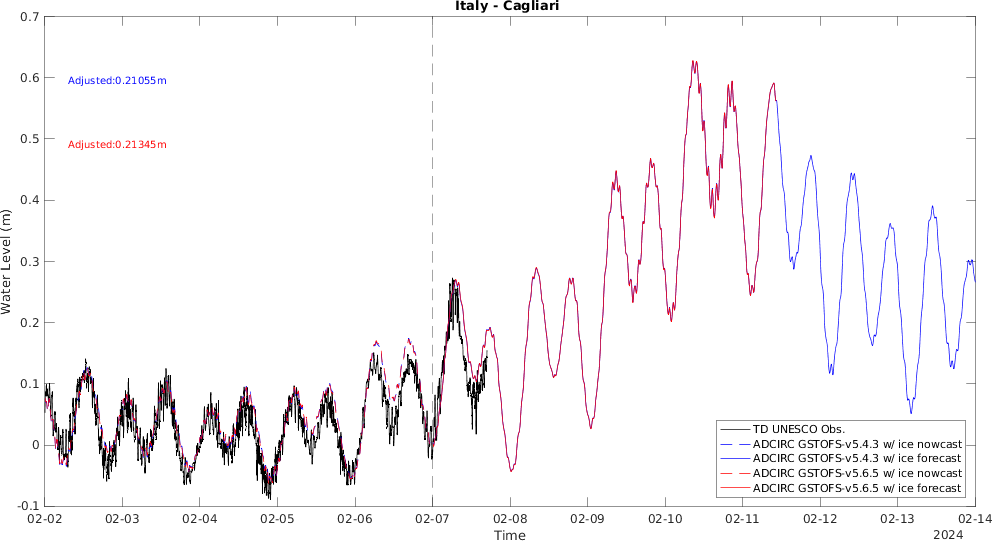 Italy - Cagliari
0.7
0.6
0.5
0.4
0.3
0.2
0.1
0
-0.1
Water Level (m)
Adjusted:0.21055m
Adjusted:0.21345m
TD UNESCO Obs.
ADCIRC GSTOFS-v5.4.3 w/ ice nowcast
ADCIRC GSTOFS-v5.4.3 w/ ice forecast
ADCIRC GSTOFS-v5.6.5 w/ ice nowcast
ADCIRC GSTOFS-v5.6.5 w/ ice forecast
02-02 02-03 02-04 02-05 02-06 02-07 02-08 02-09 02-10 02-11 02-12 02-13 02-14
Time
2024